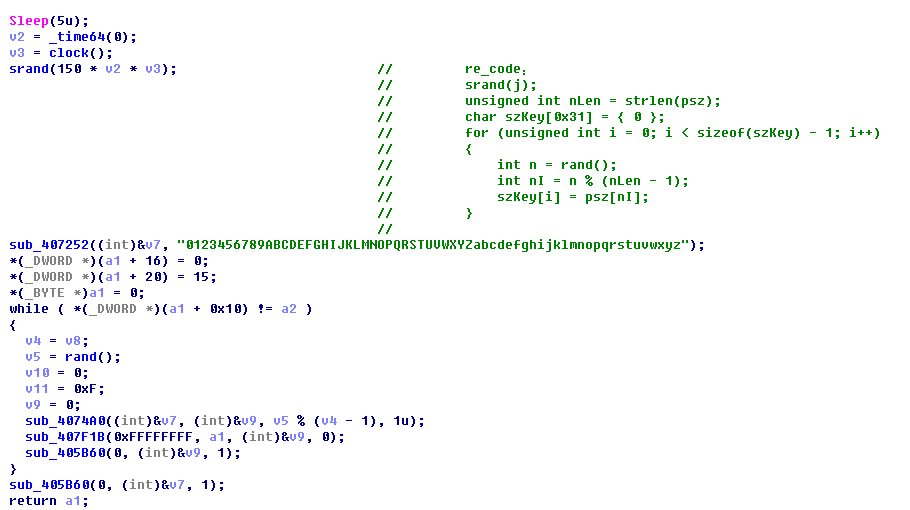 Sleep(5u);
v2 = _time64(0);
v3 = clock();
srand(150 * v2 * v3); // re_code:
// srand(j);
// unsigned int nLen = strlen(psz);
// char szKey[0x31] = { 0 };
// for (unsigned int i = 0; i < sizeof(szKey) - 1; i++)
// {
// int n = rand();
// int nI = n % (nLen - 1);
// szKey[i] = psz[nI];
// }
//
sub_407252((int)&v7, "0123456789ABCDEFGHIJKLMNOPQRSTUVWXYZabcdefghijklmnopqrstuvwxyz");
*(_DWORD *)(a1 + 16) = 0;
*(_DWORD *)(a1 + 20) = 15;
*(_BYTE *)a1 = 0;
while ( *(_DWORD *)(a1 + 0x10) != a2 )
{
v4 = v8;
v5 = rand();
v10 = 0;
v11 = 0xF;
v9 = 0;
sub_4074A0((int)&v7, (int)&v9, v5 % (v4 - 1), 1u);
sub_407F1B(0xFFFFFFFF, a1, (int)&v9, 0);
sub_405B60(0, (int)&v9, 1);
}
sub_405B60(0, (int)&v7, 1);
return a1;